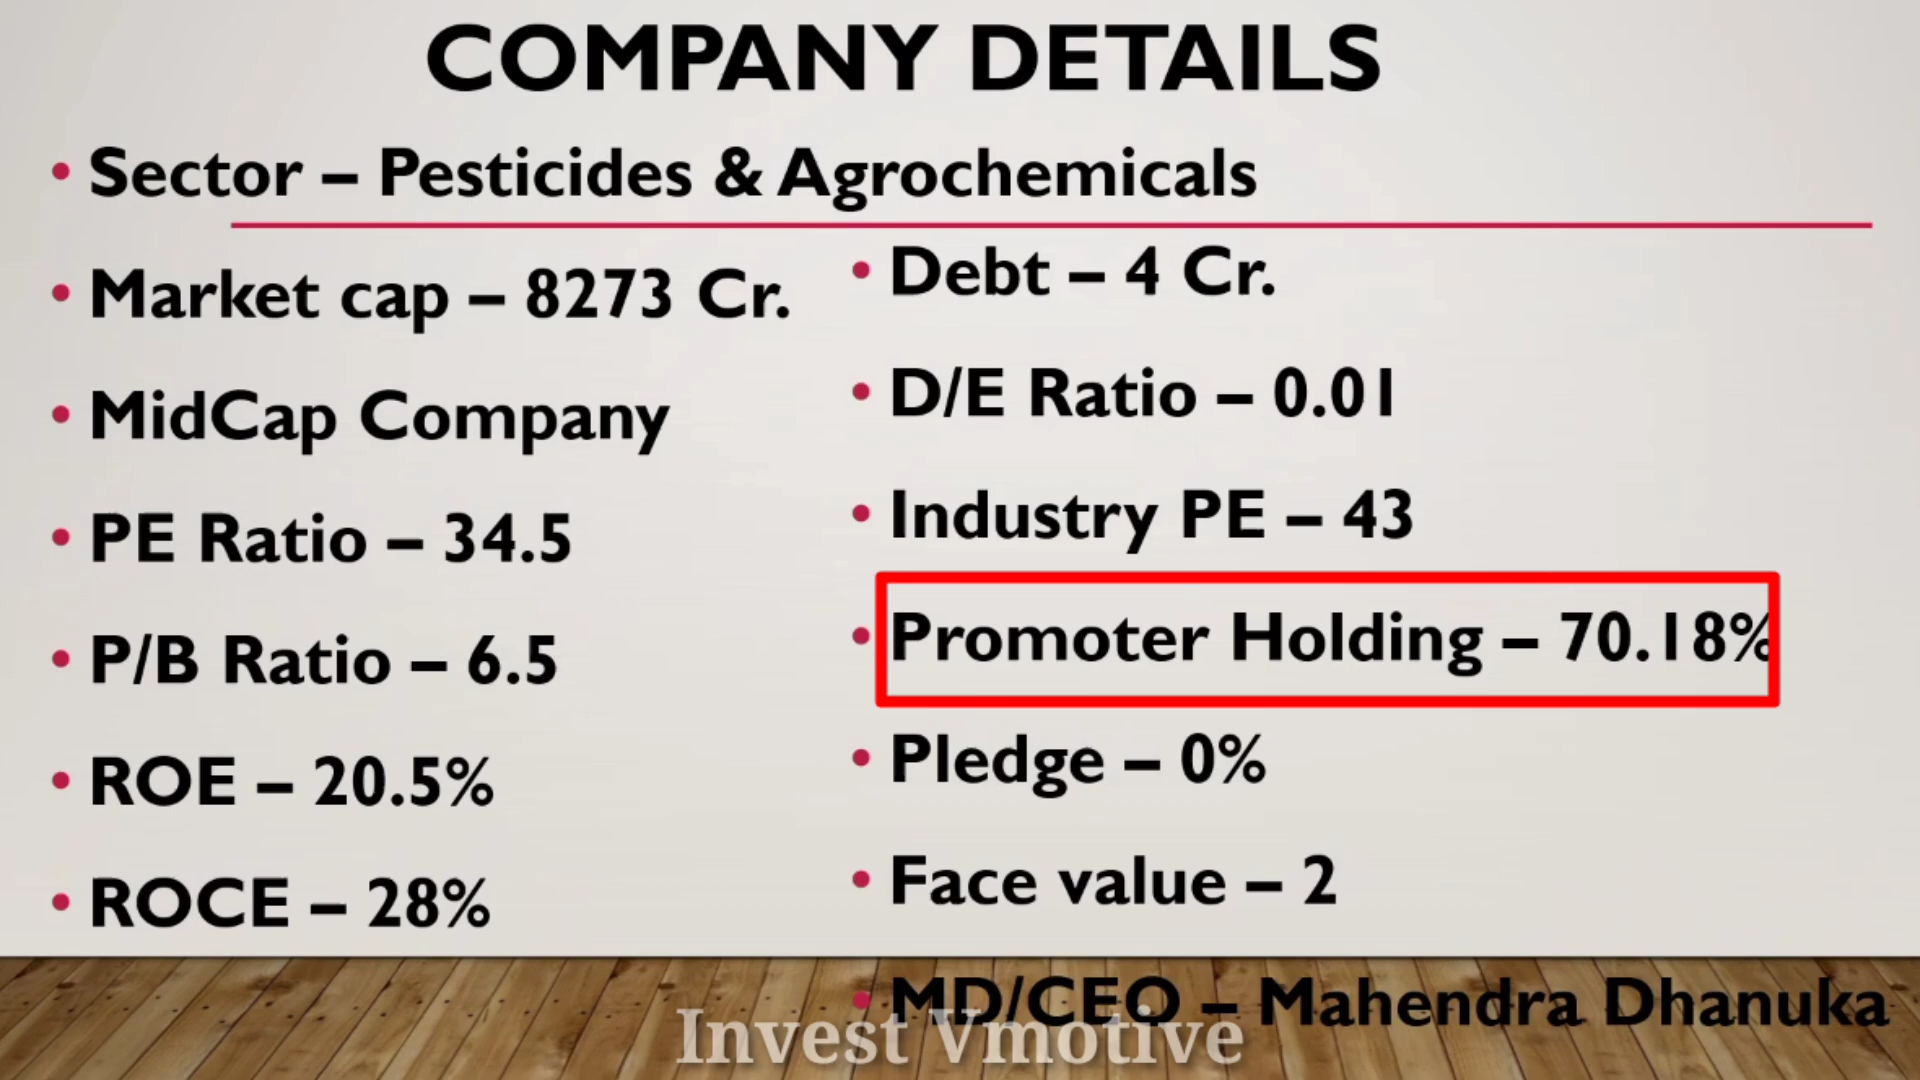 COMPANY DETAILS
• Sector – Pesticides & Agrochemicals
• Market cap – 8273 Cr.
• MidCap Company
• PE Ratio – 34.5
• P/B Ratio – 6.5
• ROE – 20.5%
• ROCE – 28%
• Debt – 4 Cr.
• D/E Ratio – 0.01
• Industry PE – 43
• Promoter Holding – 70.18%
• Pledge – 0%
• Face value – 2
• MD/CEO – Mahendra Dhanuka
Invest Vmotive